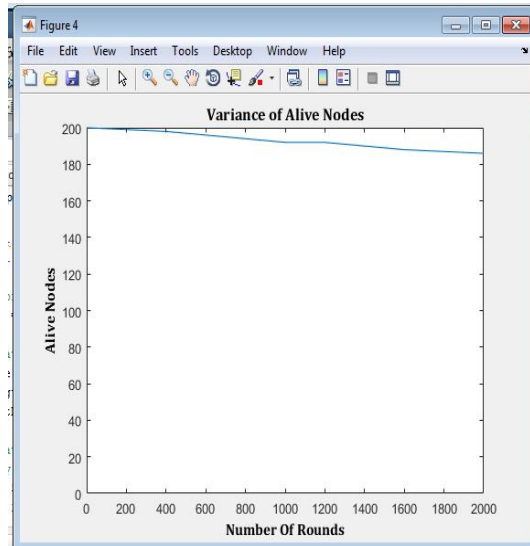 Figure 4
File Edit View Insert Tools Desktop Window Help
Variance of Alive Nodes
200
180
160
140
120
100
80
60
40
20
0
Alive Nodes
0 200 400 600 800 1000 1200 1400 1600 1800 2000
Number Of Rounds